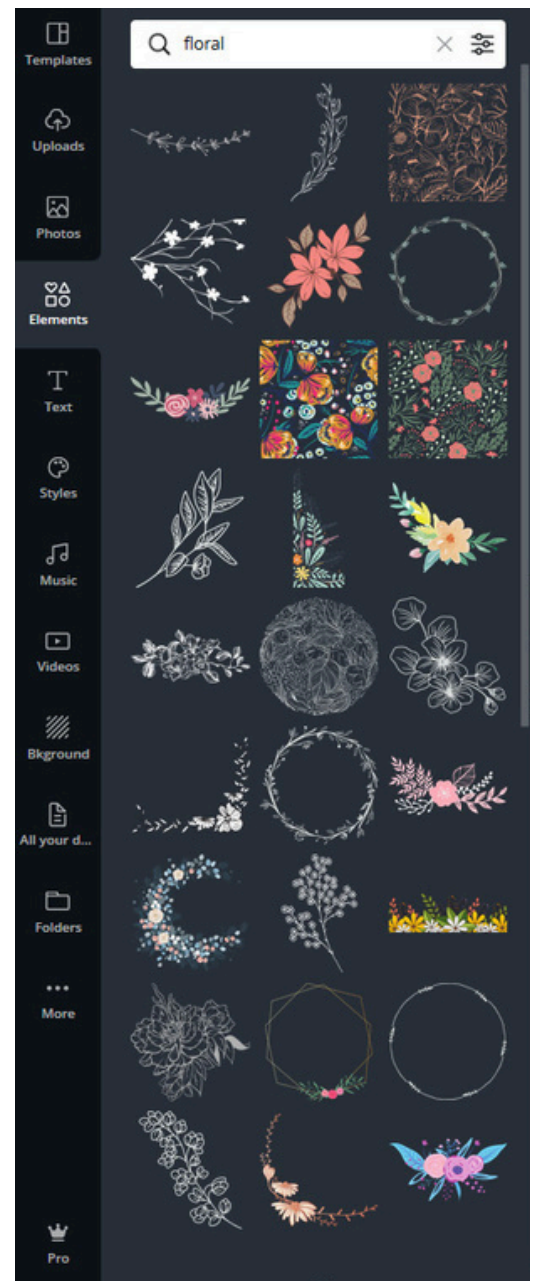 floral
Templates
Uploads
Photos
Elements
Text
Styles
Music
Videos
Bkground
All your d...
Folders
More
Pro